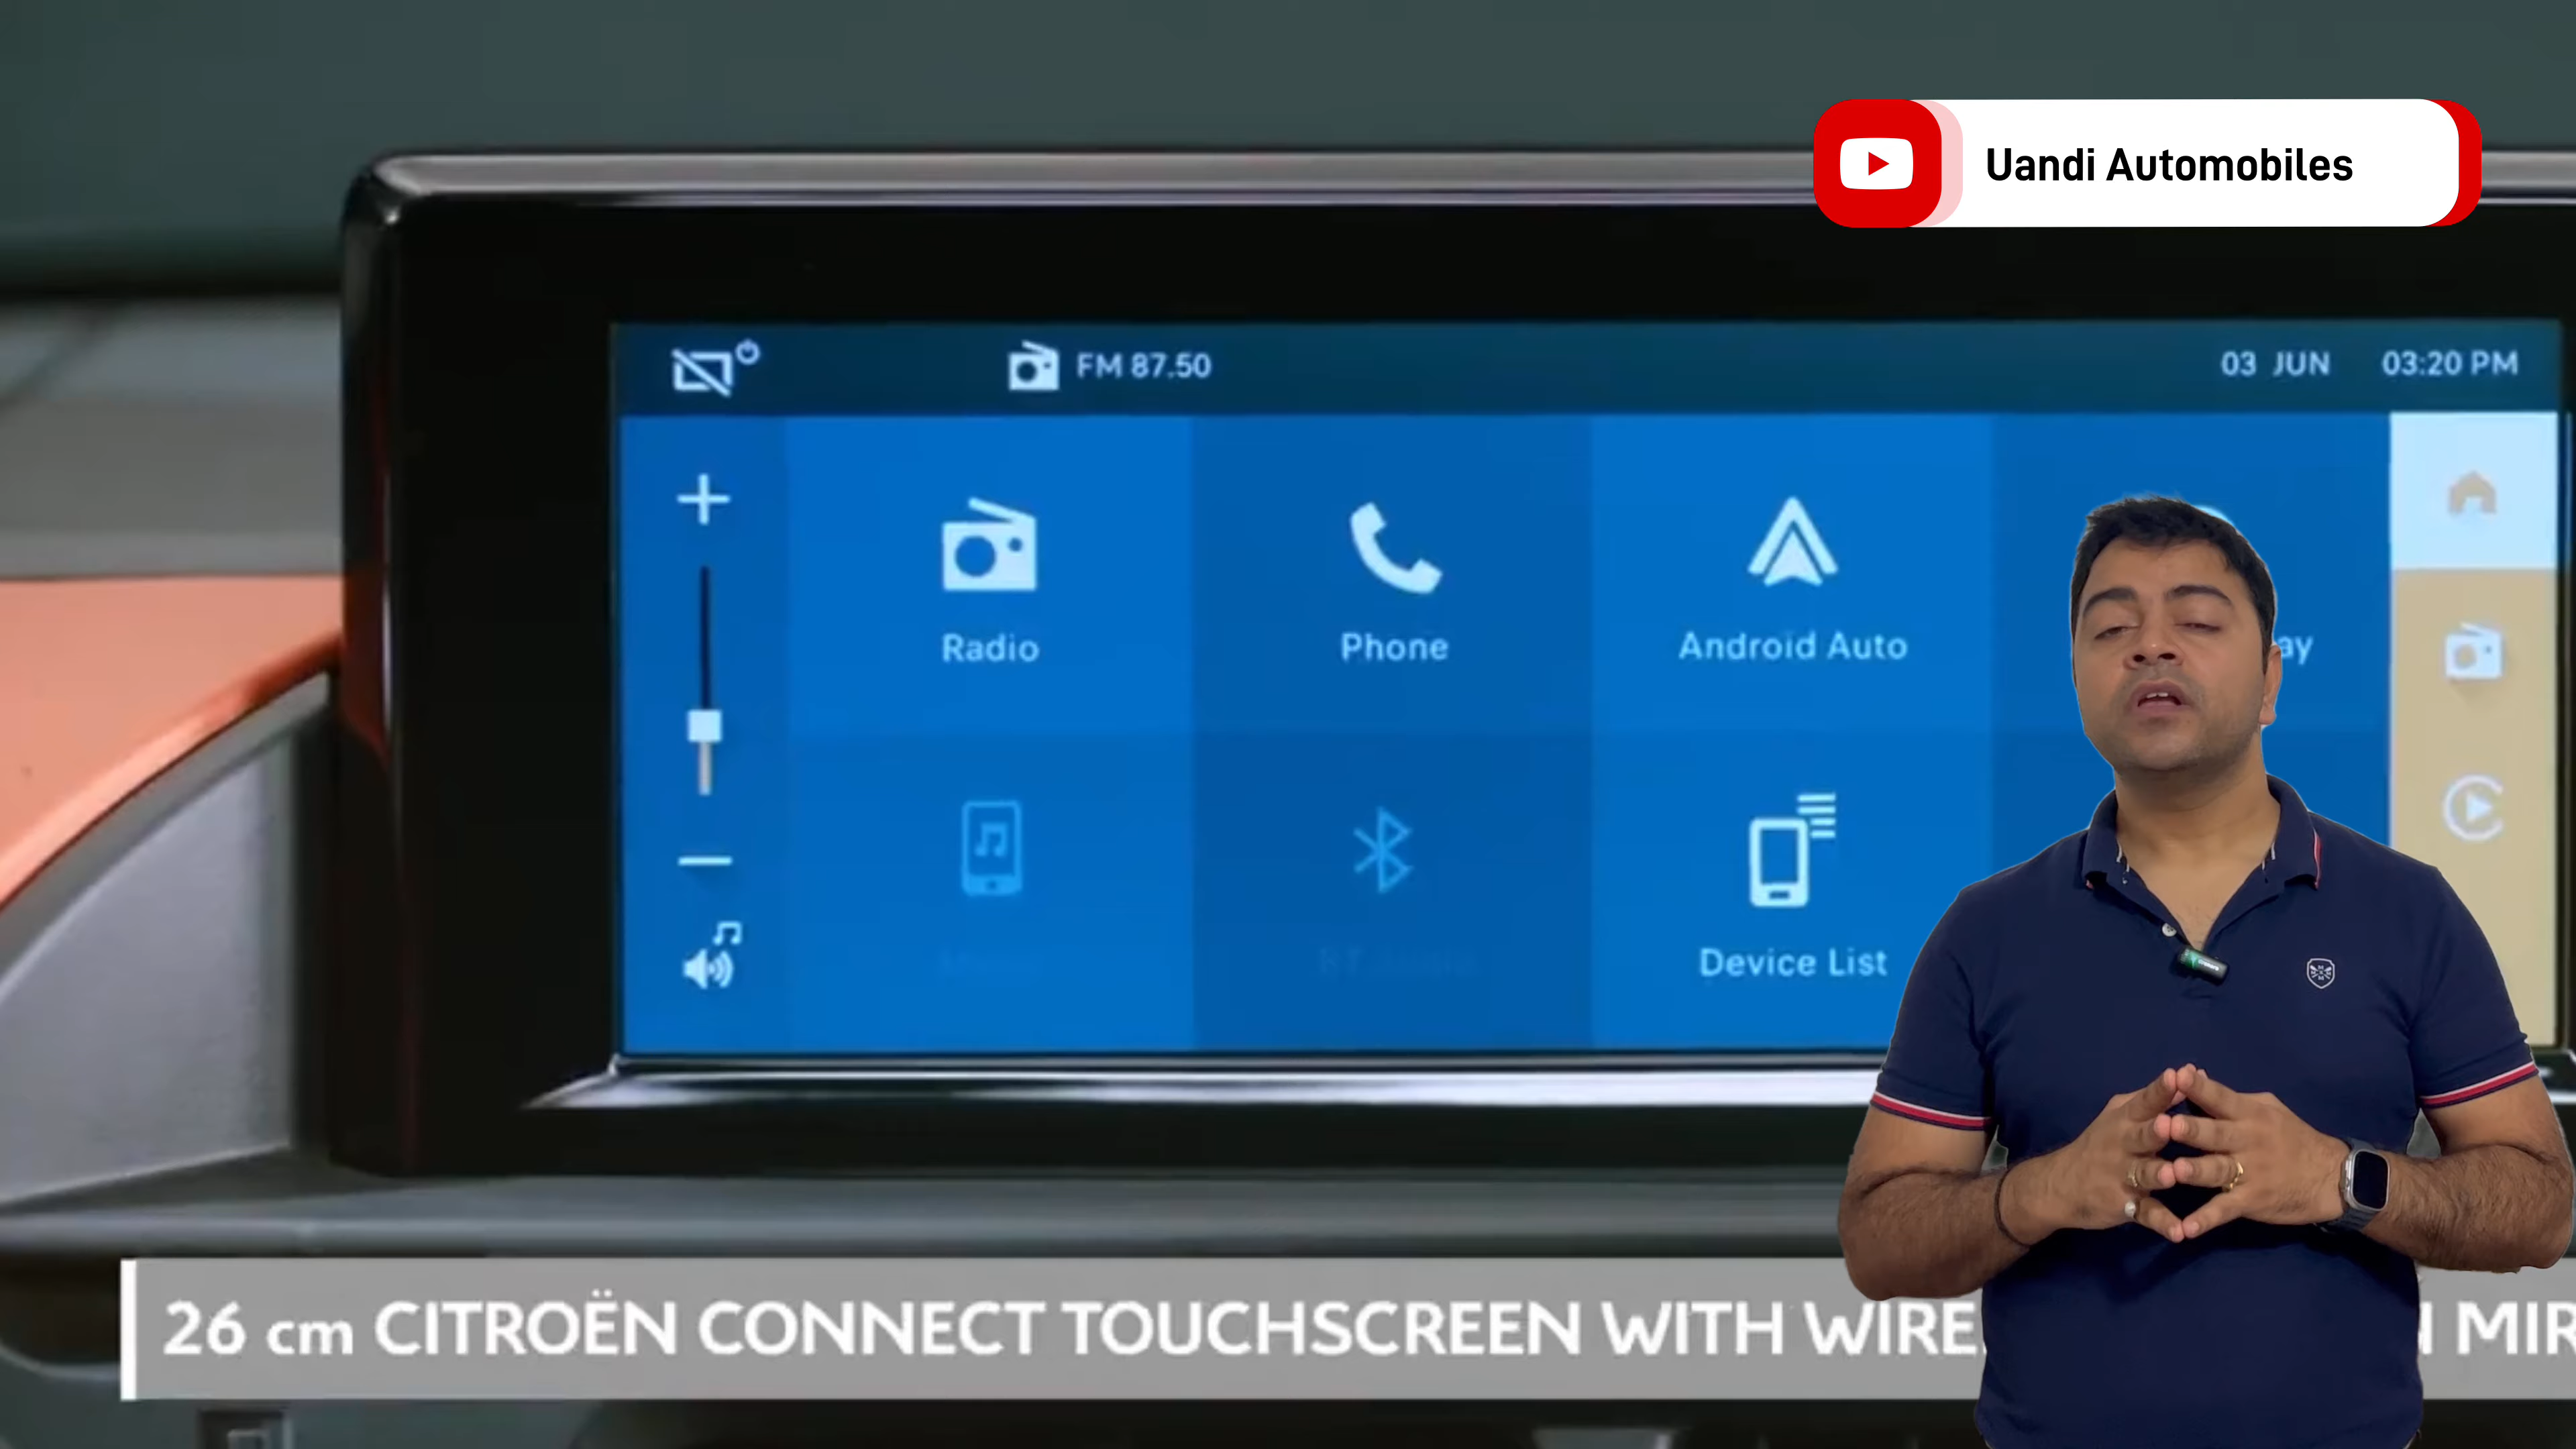 Uandi Automobiles
FM 87.50
03 JUN
03:20 PM
Radio
Phone
Android Auto
ay
Device List
26 cm CITROËN CONNECT TOUCHSCREEN WITH WIRE
MIR